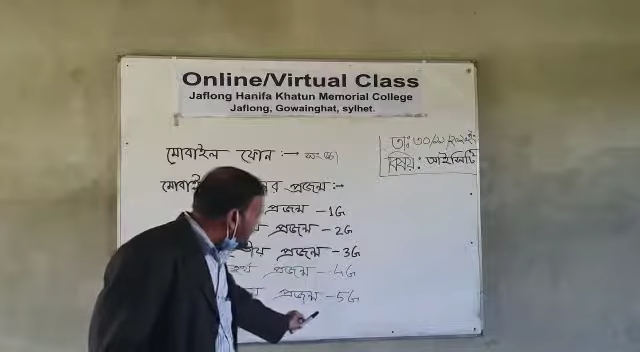 Online/Virtual Class
Jaflong Hanifa Khatun Memorial College
Jaflong, Gowainghat, sylhet.
তাং
বিষয়: আইসিটি
মোবাইল ফোন :→
প্রজন্ম :-
প্রজন্ম - 1G
প্রজন্ম - 2G
প্রজন্ম - 3G
প্রজন্ম - 4G
প্রজন্ম - 5G